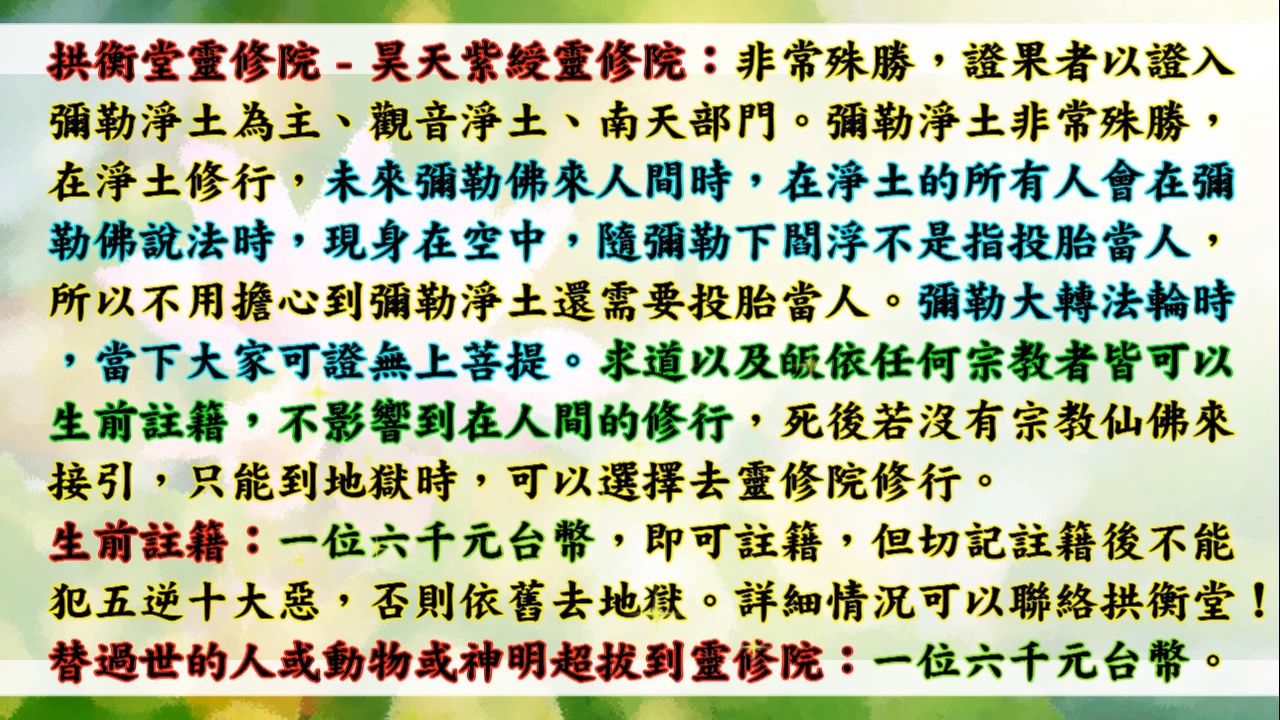 拱衡堂靈修院 - 昊天紫綬靈修院：非常殊勝，證果者以證入
彌勒淨土為主、觀音淨土、南天部門。彌勒淨土非常殊勝，
在淨土修行，未來彌勒佛來人間時，在淨土的所有人會在彌
勒佛說法時，現身在空中，隨彌勒下閻浮不是指投胎當人，
所以不用擔心到彌勒淨土還需要投胎當人。彌勒大轉法輪時
，當下大家可證無上菩提。求道以及皈依任何宗教者皆可以
生前註籍，不影響到在人間的修行，死後若沒有宗教仙佛來
接引，只能到地獄時，可以選擇去靈修院修行。
生前註籍：一位六千元台幣，即可註籍，但切記註籍後不能
犯五逆十大惡，否則依舊去地獄。詳細情況可以聯絡拱衡堂！
替過世的人或動物或神明超拔到靈修院：一位六千元台幣。